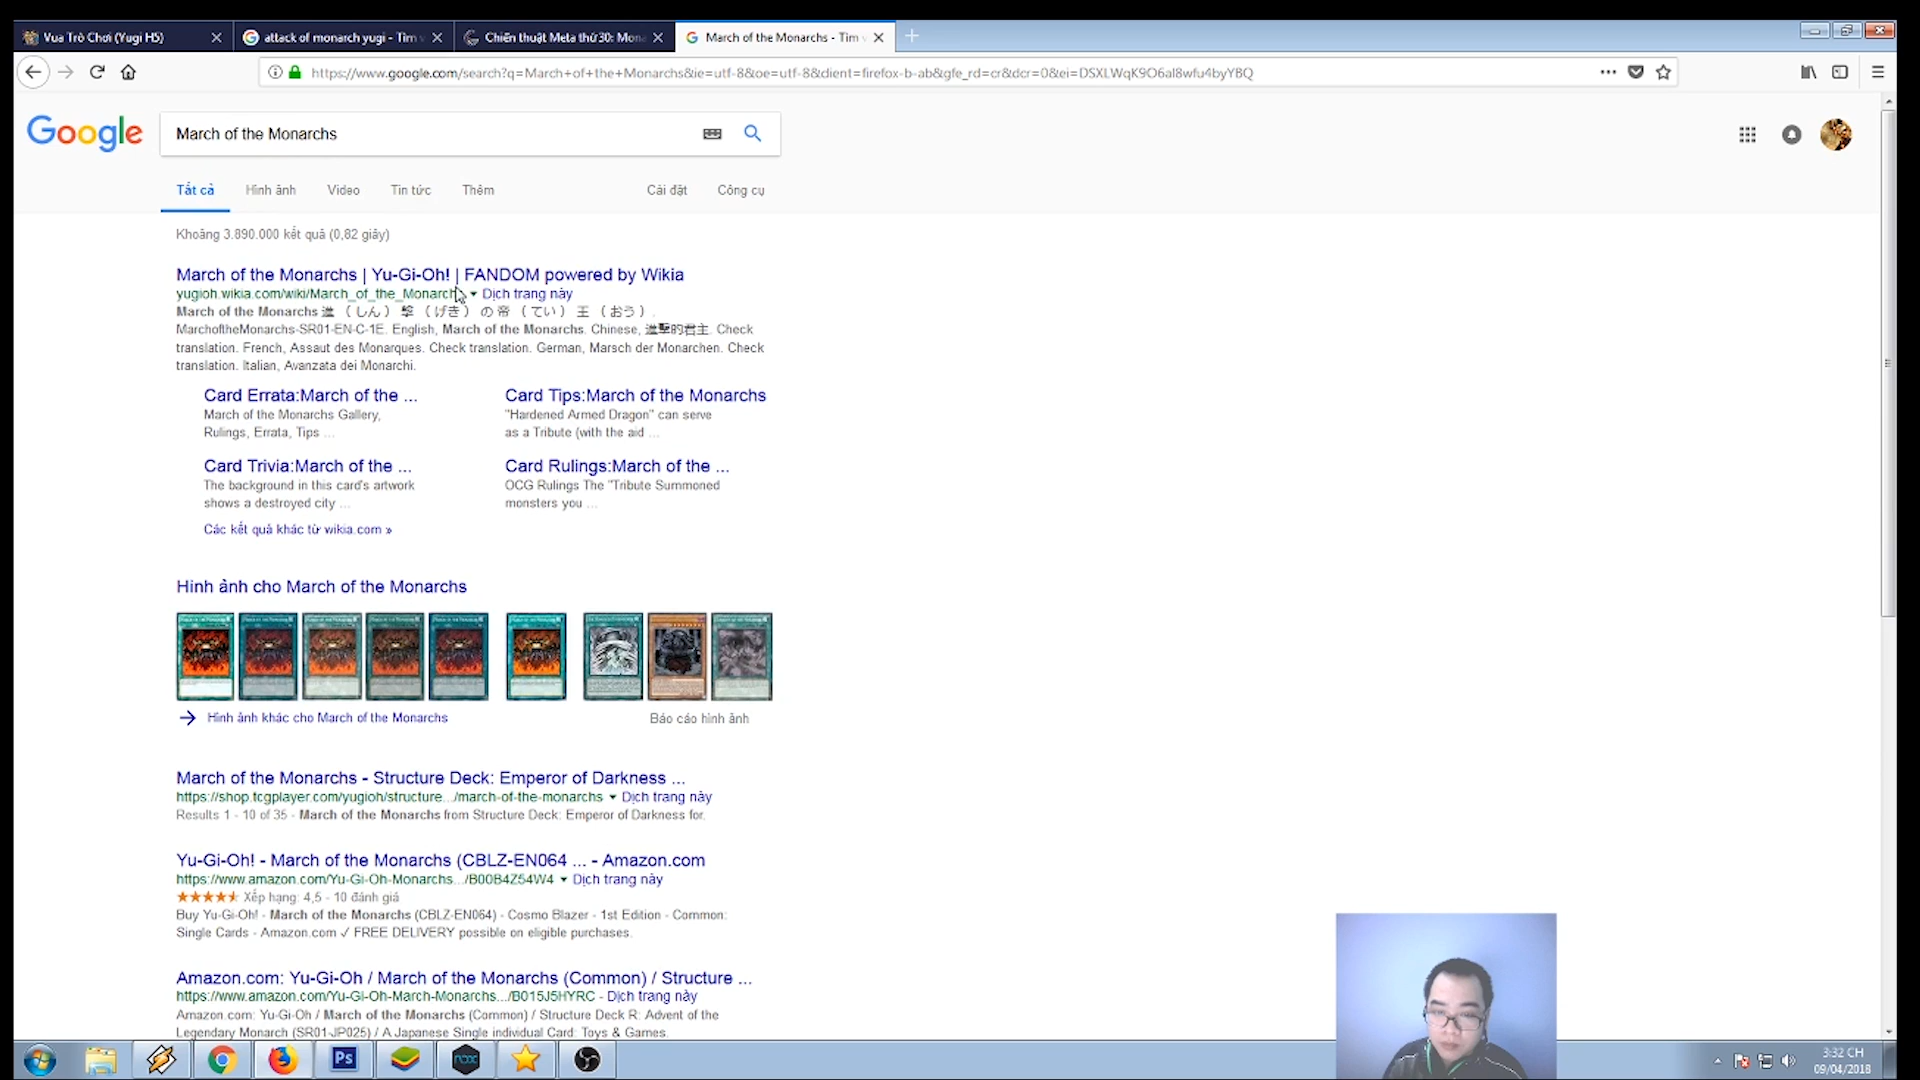 Vua Trò Chơi (Yugi H5)
attack of monarch yugi - Tìm
Chiến thuật Meta thứ 30: Mon
March of the Monarchs - Tìm
https://www.google.com/search?q=March+of+the+Monarchs&ie=utf-8&oe=utf-8&client=firefox-b-ab&gfe_rd=cr&dcr=0&ei=DSXLWqK9O6aI8wfu4byYBQ
Google
March of the Monarchs
Tất cả
Hình ảnh
Video
Tin tức
Thêm
Cài đặt
Công cụ
Khoảng 3.890.000 kết quả (0,82 giây)
March of the Monarchs | Yu-Gi-Oh! | FANDOM powered by Wikia
yugioh.wikia.com/wiki/March_of_the_Monarch Dịch trang này
March of the Monarchs 進 （しん） 撃 （げき） の 帝 （てい） 王 （おう） .
MarchoftheMonarchs-SR01-EN-C-1E. English, March of the Monarchs. Chinese, 進擊的君主. Check
translation. French, Assaut des Monarques. Check translation. German, Marsch der Monarchen. Check
translation. Italian, Avanzata dei Monarchi.
Card Errata:March of the ...
March of the Monarchs Gallery,
Rulings, Errata, Tips ...
Card Tips:March of the Monarchs
"Hardened Armed Dragon" can serve
as a Tribute (with the aid ...
Card Trivia:March of the ...
The background in this card's artwork
shows a destroyed city ...
Card Rulings:March of the ...
OCG Rulings The "Tribute Summoned
monsters you ...
Các kết quả khác từ wikia.com »
Hình ảnh cho March of the Monarchs
Hình ảnh khác cho March of the Monarchs
Báo cáo hình ảnh
March of the Monarchs - Structure Deck: Emperor of Darkness ...
https://shop.tcgplayer.com/yugioh/structure.../march-of-the-monarchs Dịch trang này
Results 1 - 10 of 35 - March of the Monarchs from Structure Deck: Emperor of Darkness for.
Yu-Gi-Oh! - March of the Monarchs (CBLZ-EN064 ... - Amazon.com
https://www.amazon.com/Yu-Gi-Oh-Monarchs.../B00B4Z54W4 Dịch trang này
Xếp hạng: 4,5 - 10 đánh giá
Buy Yu-Gi-Oh! - March of the Monarchs (CBLZ-EN064) - Cosmo Blazer - 1st Edition - Common:
Single Cards - Amazon.com ✓ FREE DELIVERY possible on eligible purchases.
Amazon.com: Yu-Gi-Oh / March of the Monarchs (Common) / Structure ...
https://www.amazon.com/Yu-Gi-Oh-March-Monarchs.../B015J5HYRC - Dịch trang này
Amazon.com: Yu-Gi-Oh / March of the Monarchs (Common) / Structure Deck R: Advent of the
Legendary Monarch (SR01-JP025) / A Japanese Single individual Card: Toys & Games.
Ps
nox
3:32 CH
09/04/2018